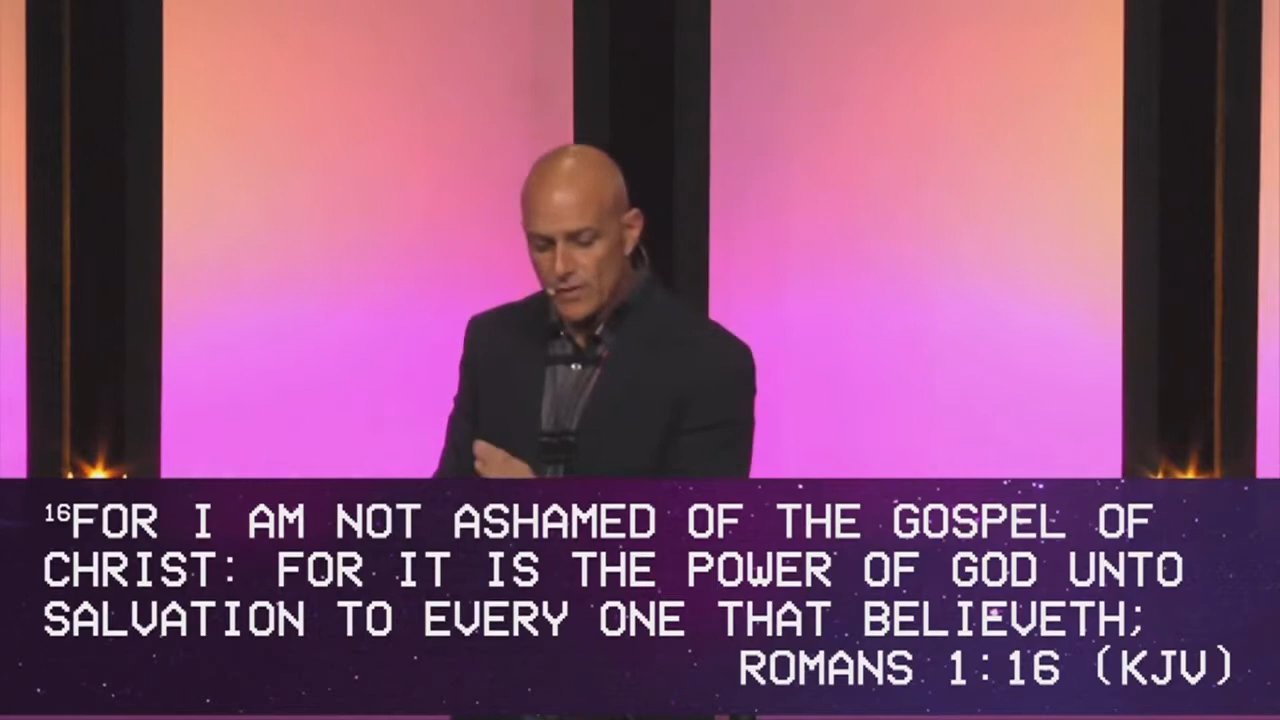 16FOR I AM NOT ASHAMED OF THE GOSPEL OF
CHRIST: FOR IT IS THE POWER OF GOD UNTO
SALVATION TO EVERY ONE THAT BELIEVETH;
ROMANS 1:16 (KJV)